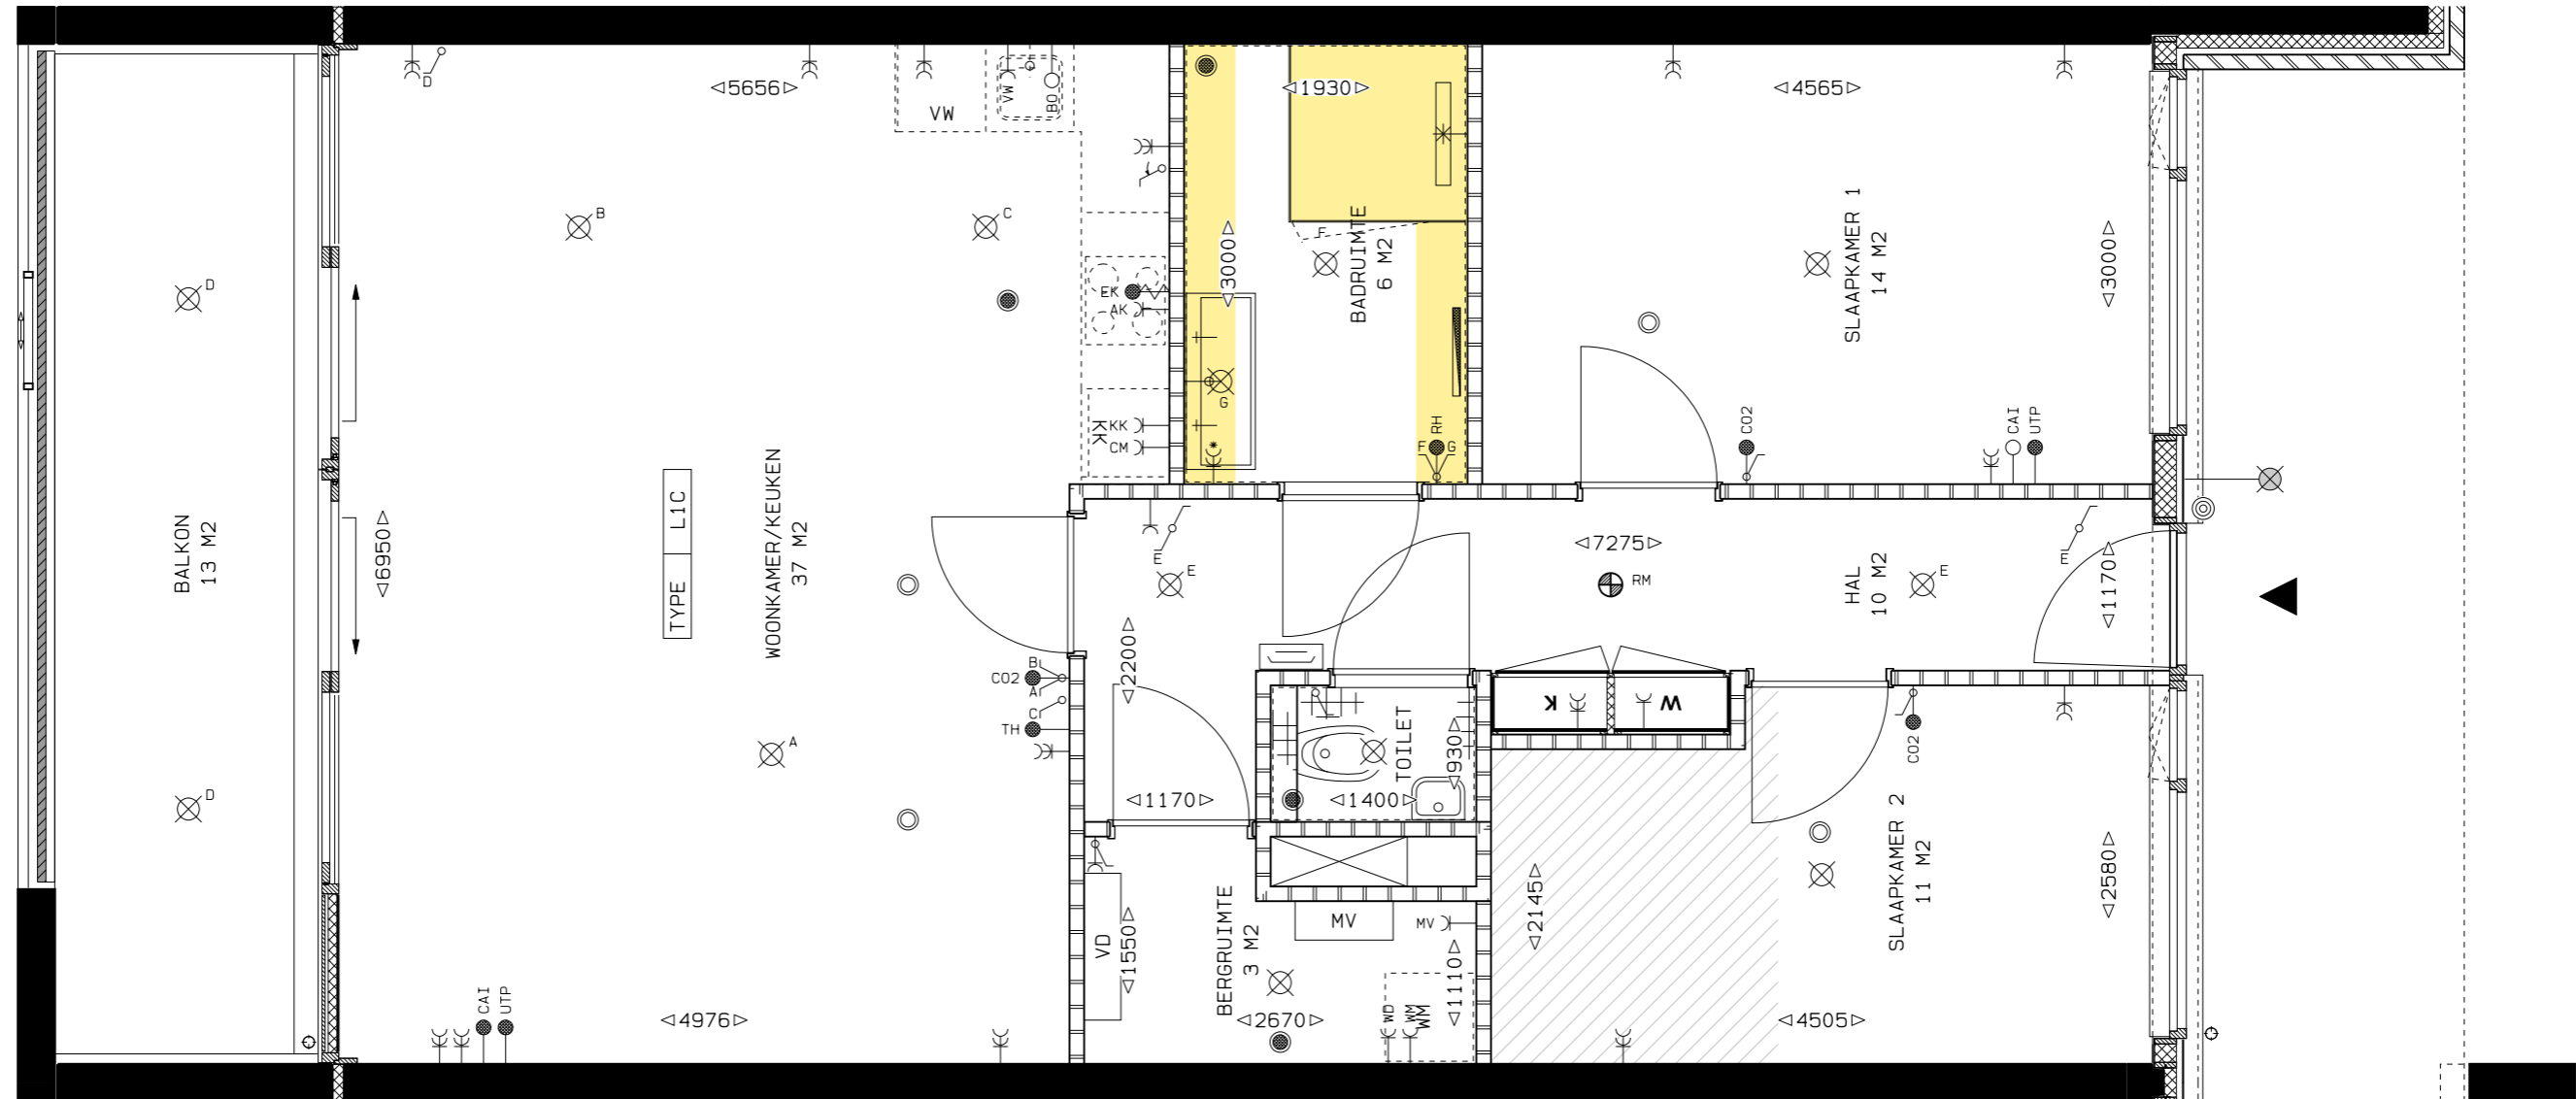 D
5656
VW
VW
BO
1930
4565
B
C
D
EK
AK
3000
F
BADRUIMTE
6 M2
SLAAPKAMER 1
14 M2
3000
G
KK
KK
CM
F
RH
G
CO2
CAI
UTP
BALKON
13 M2
6950
TYPE L1C
WOONKAMER/KEUKEN
37 M2
E
E
7275
RM
HAL
10 M2
E
E
1170
2200
B
CO2
A
C
TH
A
D
K
W
TOILET
930
1400
1170
CO2
SLAAPKAMER 2
11 M2
2580
2145
VD
1550
BERGRUIMTE
3 M2
MV
MV
1110
WD
WM
WM
CAI
UTP
4976
2670
4505